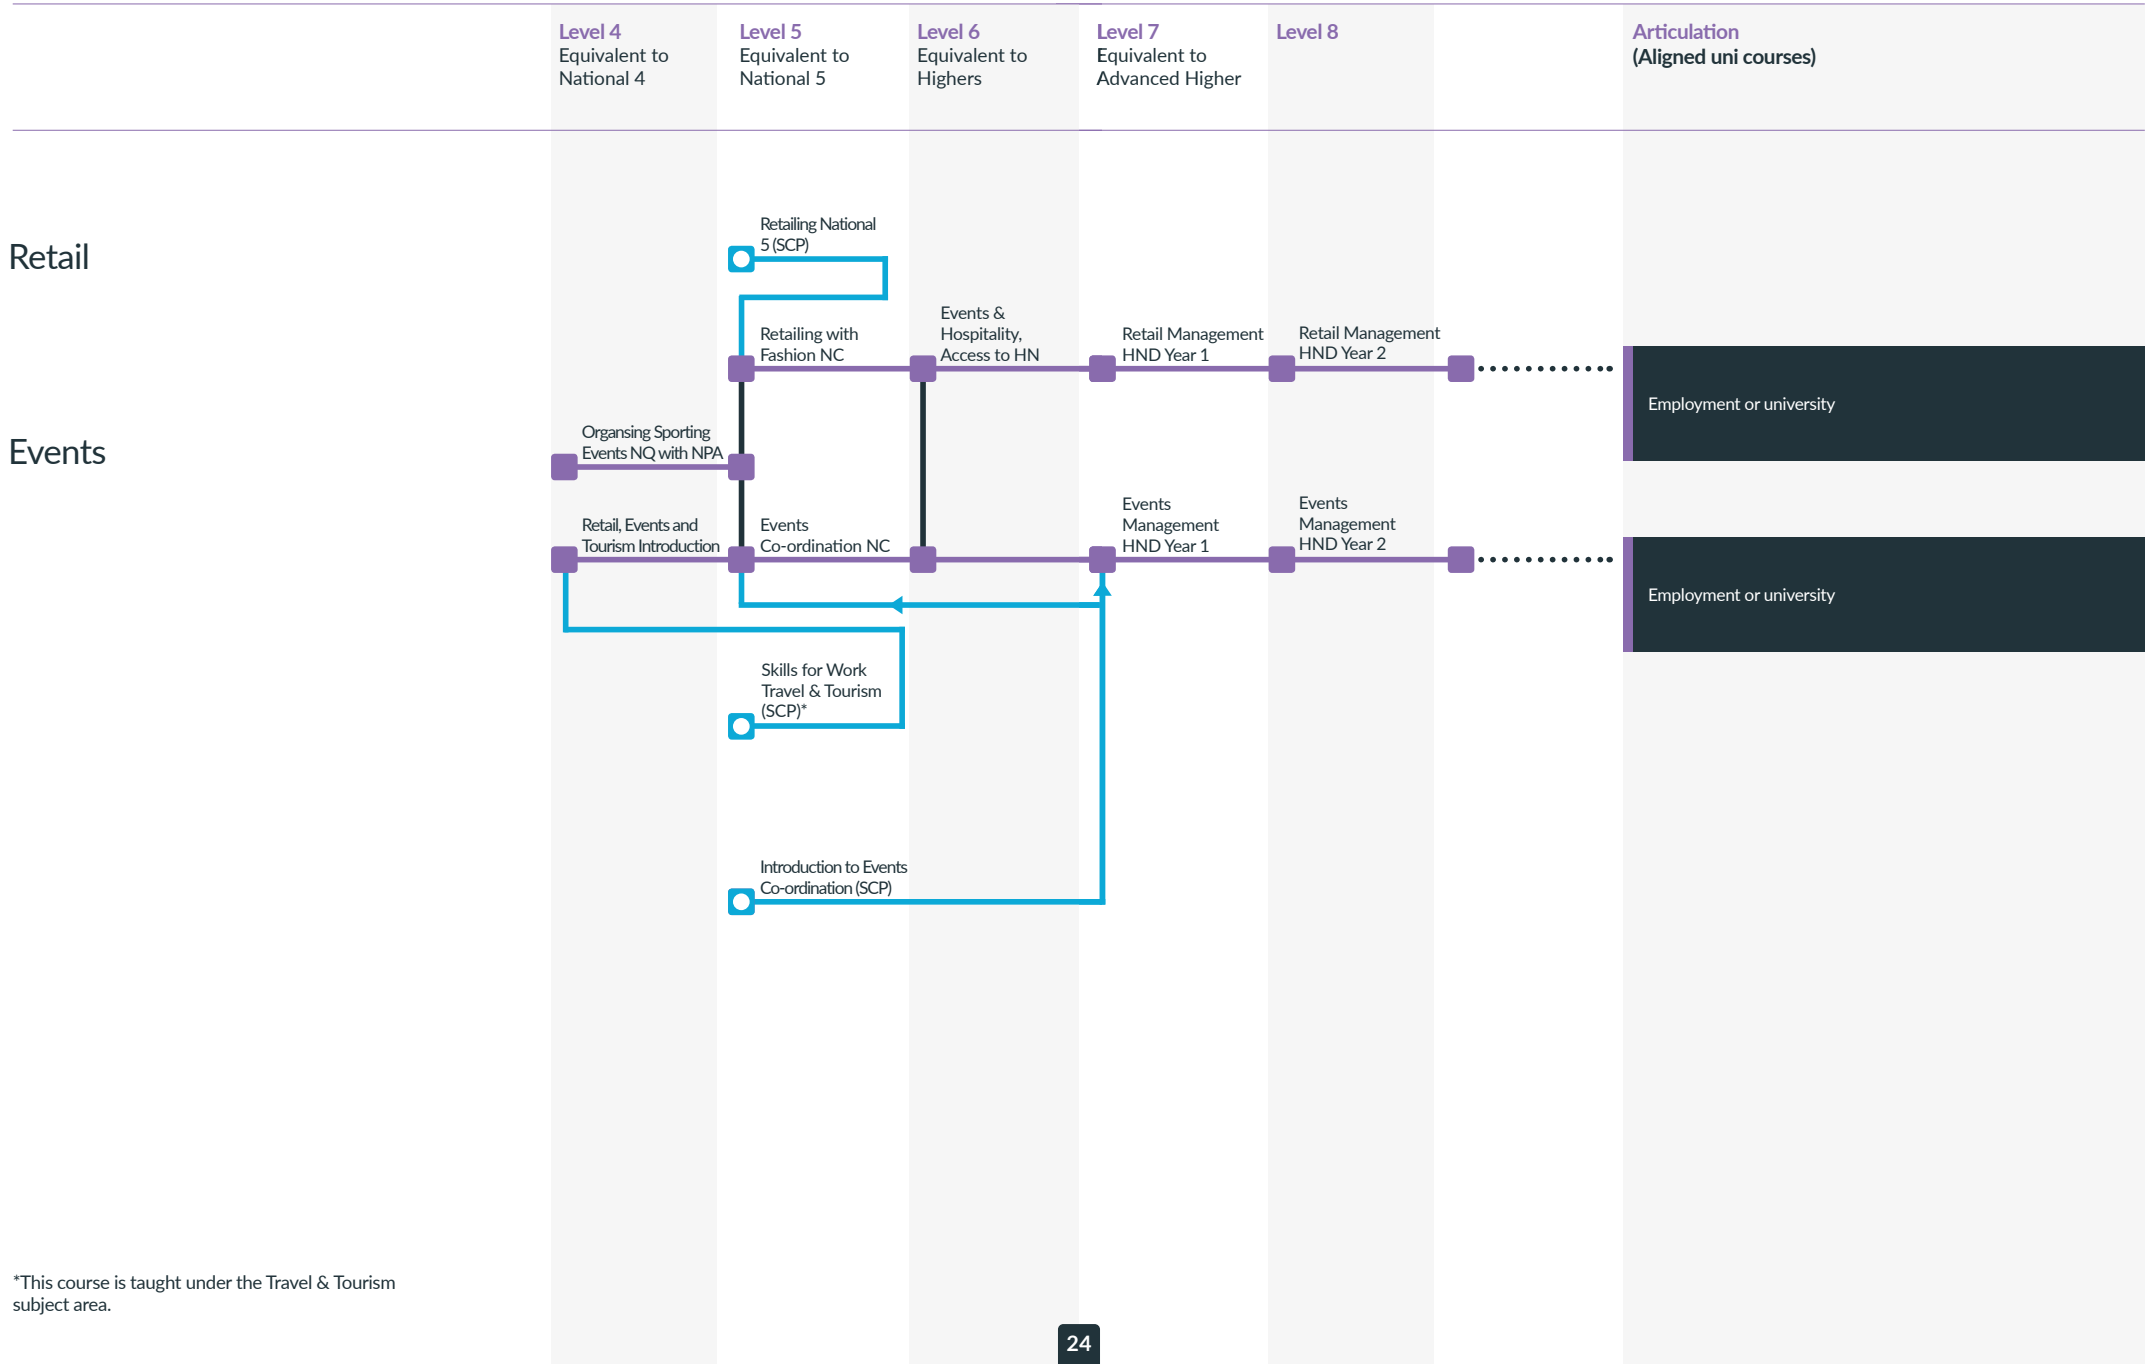 Level 4
Equivalent to
National 4
Level 5
Equivalent to
National 5
Level 6
Equivalent to
Highers
Level 7
Equivalent to
Advanced Higher
Level 8
Articulation
(Aligned uni courses)
Retail
Retailing National
5 (SCP)
Retailing with
Fashion NC
Events &
Hospitality,
Access to HN
Retail Management
HND Year 1
Retail Management
HND Year 2
Employment or university
Events
Organsing Sporting
Events NQ with NPA
Retail, Events and
Tourism Introduction
Events
Co-ordination NC
Events
Management
HND Year 1
Events
Management
HND Year 2
Employment or university
Skills for Work
Travel & Tourism
(SCP)*
Introduction to Events
Co-ordination (SCP)
*This course is taught under the Travel & Tourism
subject area.
24